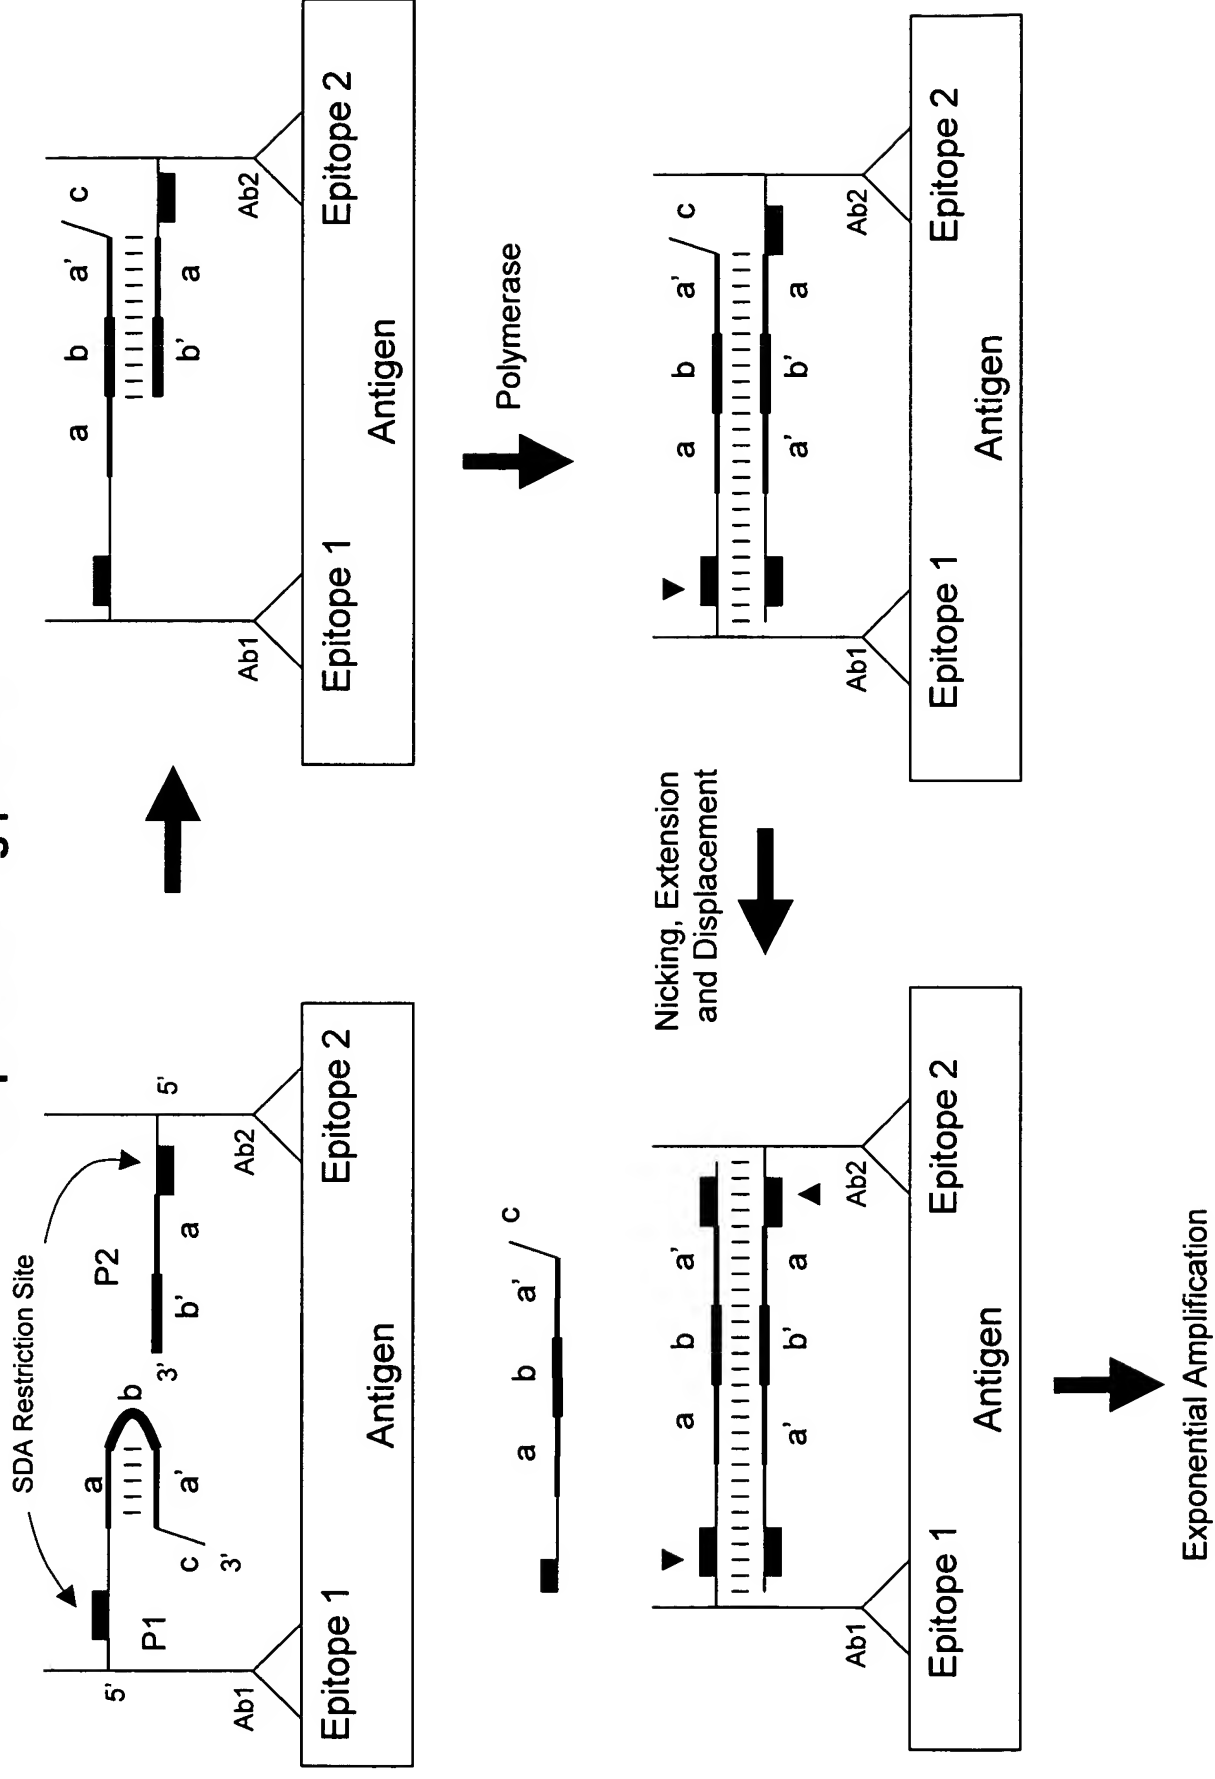 SDA Restriction Site
5'
P1
a
b
a'
c
3'
P2
3'
b'
a
5'
Ab1
Ab2
Epitope 1
Epitope 2
Antigen
a
b
a'
c
b'
a
Ab1
Ab2
Epitope 1
Epitope 2
Antigen
Polymerase
a
b
a'
c
a'
b'
a
Ab1
Ab2
Epitope 1
Epitope 2
Antigen
Nicking, Extension
and Displacement
a
b
a'
c
a
b
a'
a'
b'
a
Ab1
Ab2
Epitope 1
Epitope 2
Antigen
Exponential Amplification